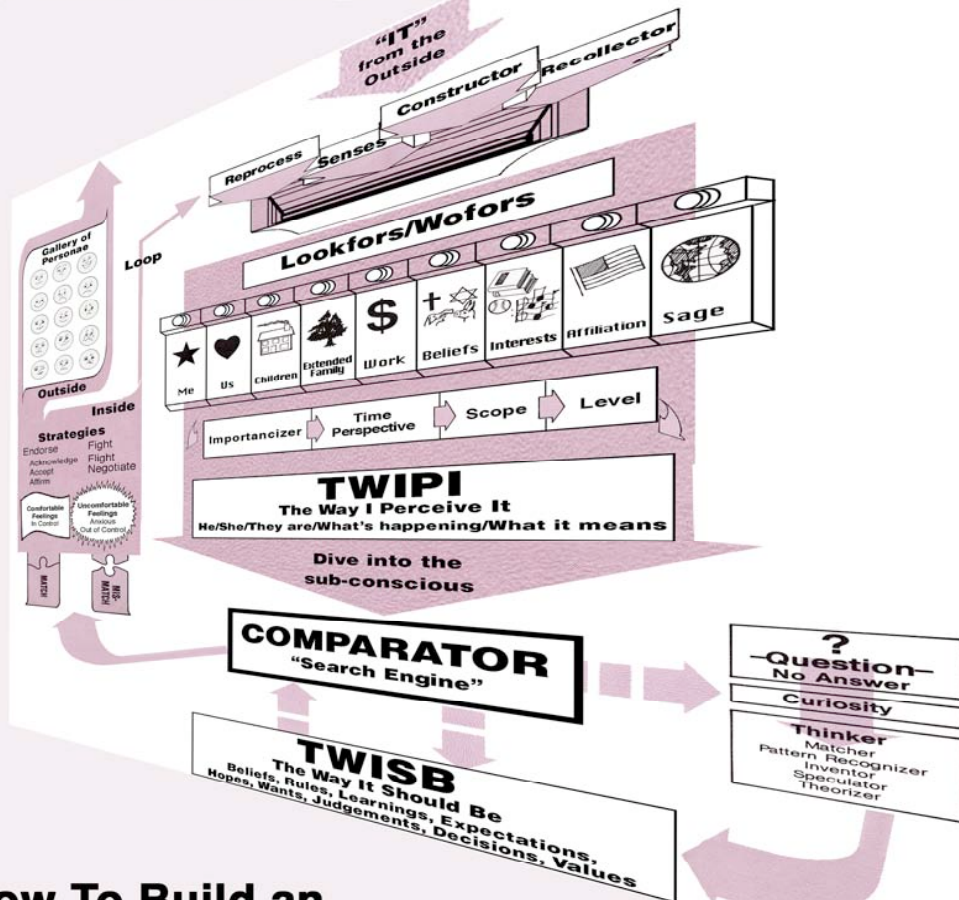 “IT”
from the
Outside
Recollector
Constructor
Senses
Reprocess
Lookfors/Wofors
Loop
Gallery of
Personae
Outside
Inside
Me
Us
Children
Extended
Family
$
Work
Beliefs
Interests
Affiliation
Sage
Importancizer
Time
Perspective
Scope
Level
Strategies
Endorse
Acknowledge
Accept
Affirm
Fight
Flight
Negotiate
Comfortable
Feelings
In Control
Uncomfortable
Feelings
Anxious
Out of Control
MATCH
MIS-
MATCH
TWIPI
The Way I Perceive It
He/She/They are/What's happening/What it means
Dive into the
sub-conscious
COMPARATOR
“Search Engine”
?
–Question–
No Answer
Curiosity
Thinker
Matcher
Pattern Recognizer
Inventor
Speculator
Theorizer
TWISB
The Way It Should Be
Beliefs, Rules, Learnings, Expectations,
Hopes, Wants, Judgements, Decisions, Values
ow To Build an